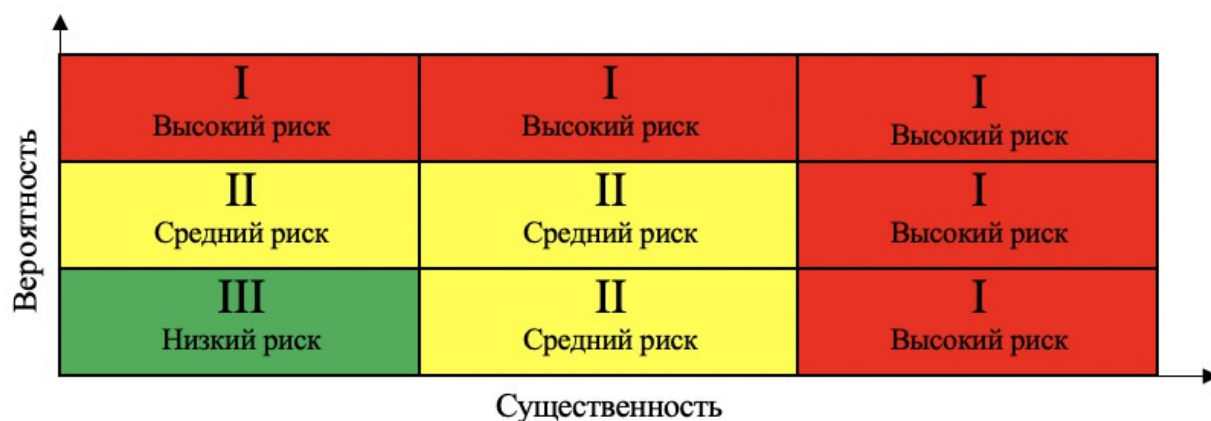 Вероятность
I
Высокий риск
I
Высокий риск
I
Высокий риск
II
Средний риск
II
Средний риск
I
Высокий риск
III
Низкий риск
II
Средний риск
I
Высокий риск
Существенность